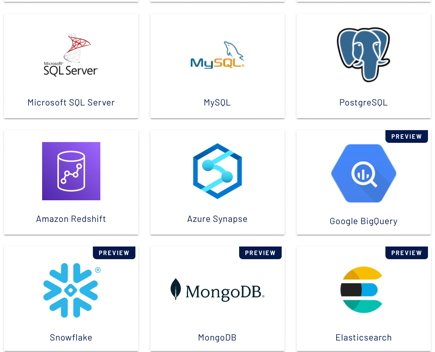 Microsoft
SQL Server
Microsoft SQL Server
MySQL
MySQL
PostgreSQL
Amazon Redshift
Azure Synapse
PREVIEW
Google BigQuery
PREVIEW
Snowflake
PREVIEW
MongoDB
MongoDB
PREVIEW
Elasticsearch